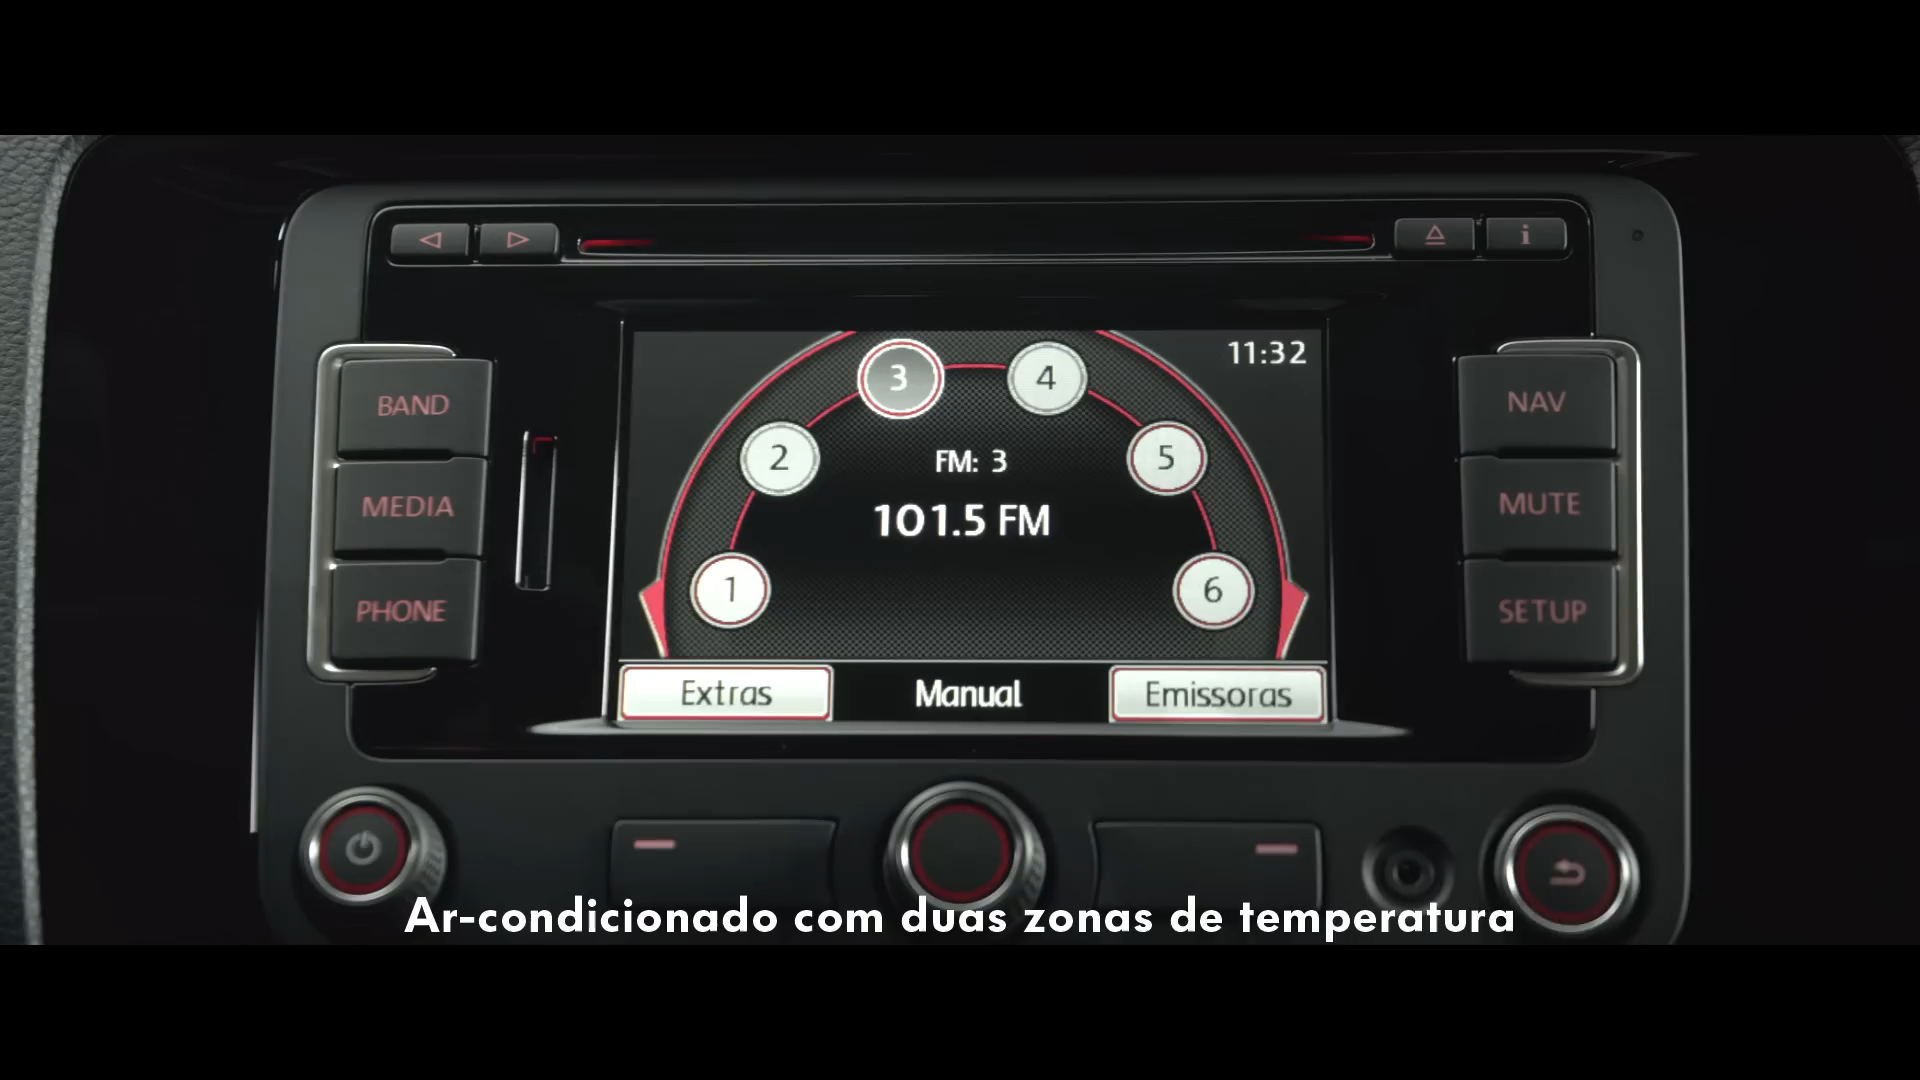 i
11:32
3
4
BAND
NAV
2
5
FM: 3
MEDIA
101.5 FM
MUTE
1
6
PHONE
SETUP
Extras
Manual
Emissoras
Ar-condicionado com duas zonas de temperatura